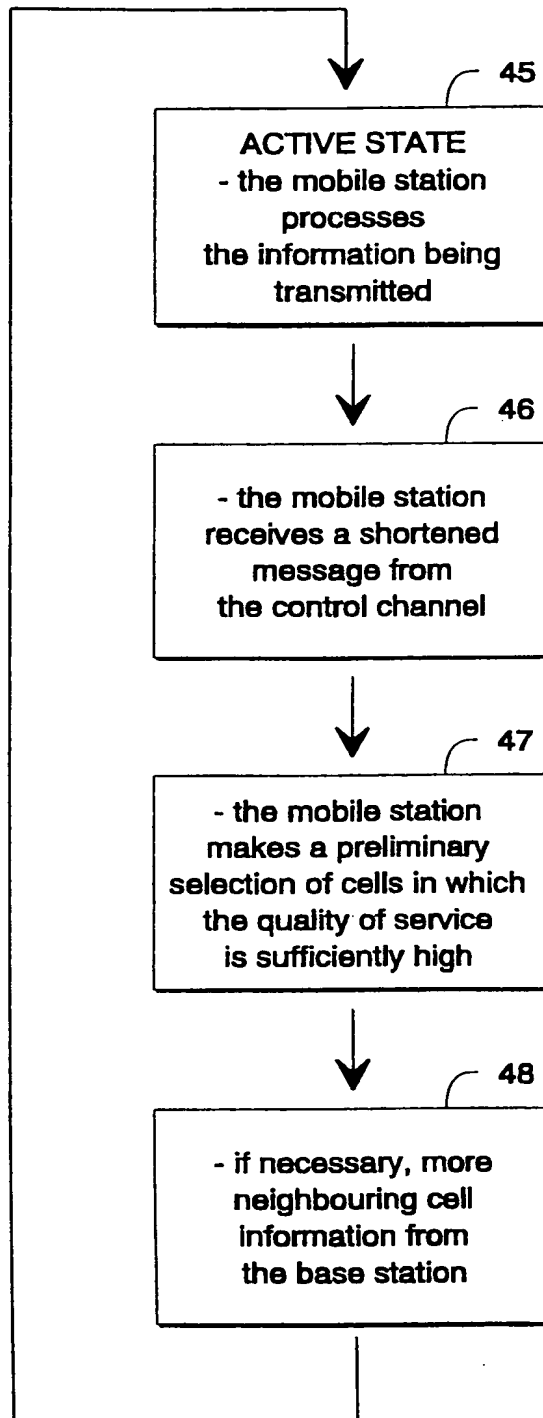 45
ACTIVE STATE
- the mobile station
processes
the information being
transmitted
46
- the mobile station
receives a shortened
message from
the control channel
47
- the mobile station
makes a preliminary
selection of cells in which
the quality of service
is sufficiently high
48
- if necessary, more
neighbouring cell
information from
the base station